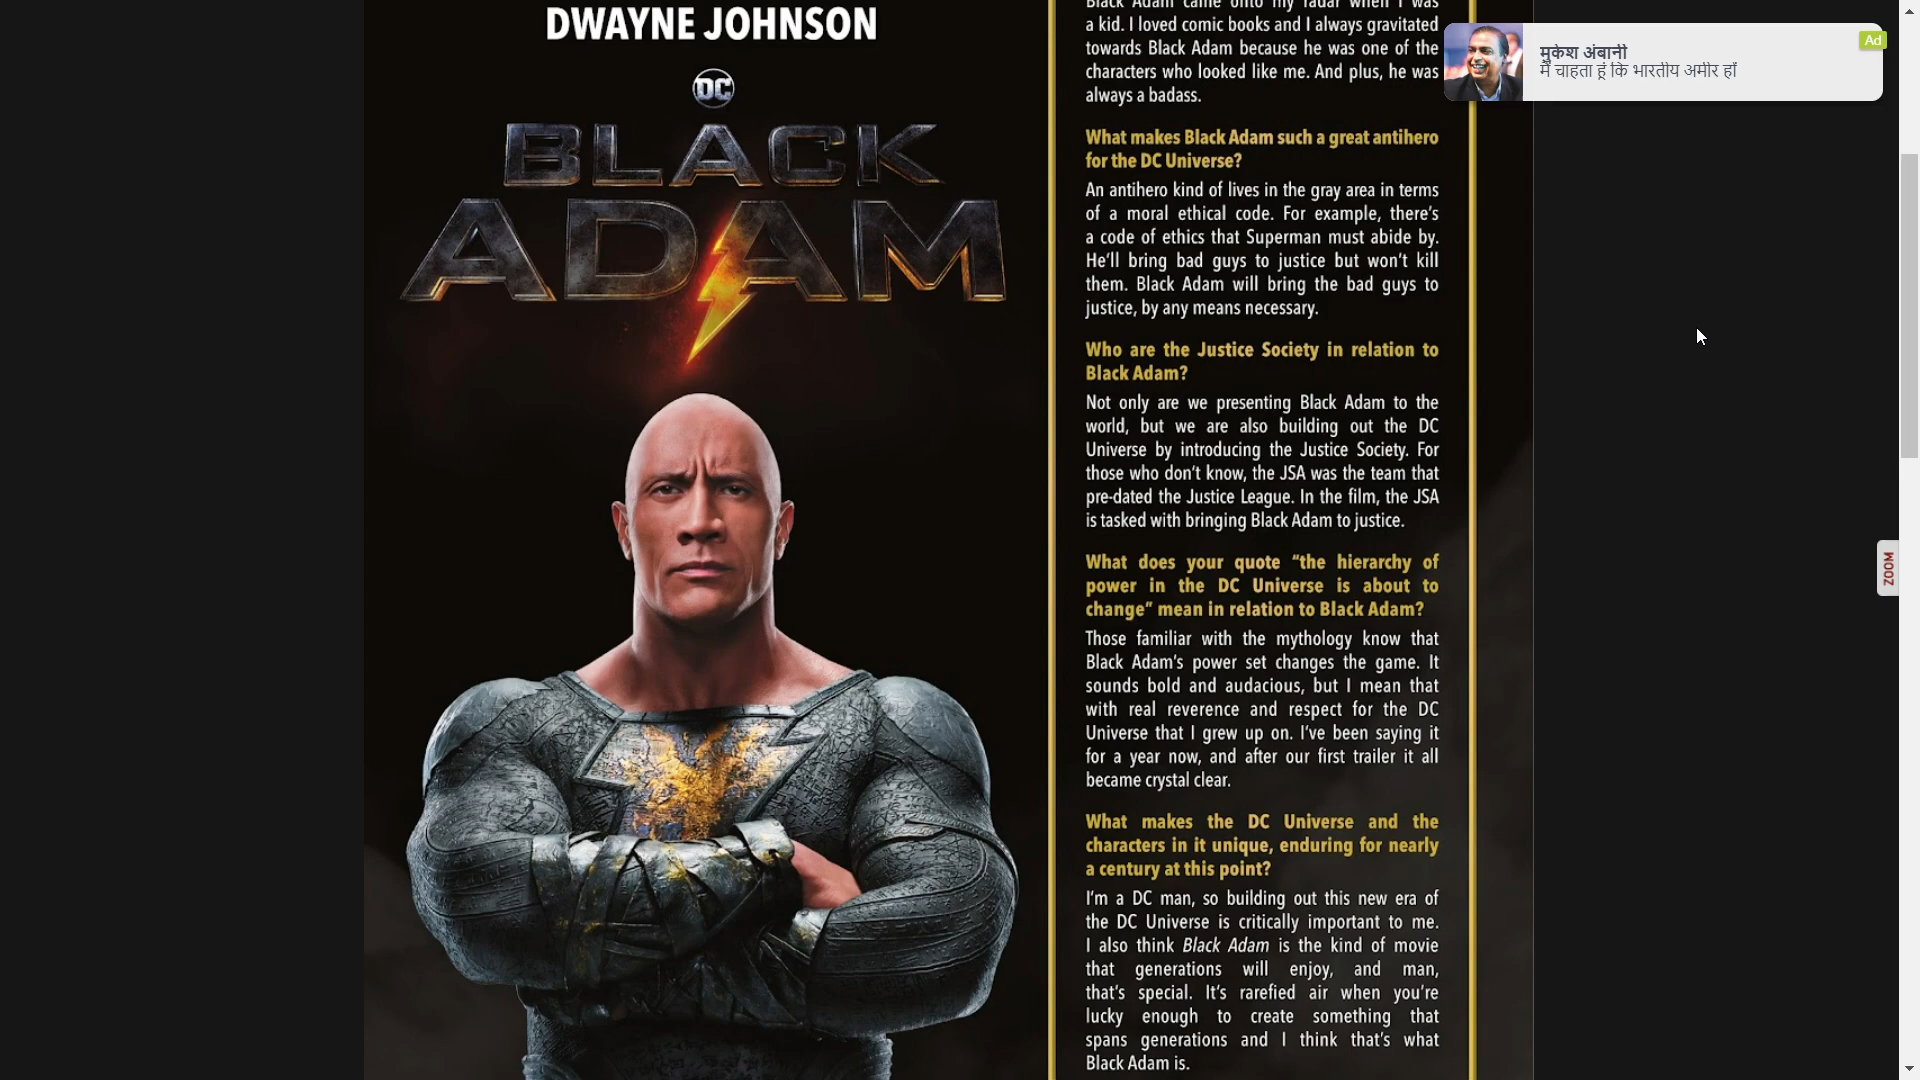 DWAYNE JOHNSON
DC
BLACK
ADAM
Black Adam came onto my radar when I was
a kid. I loved comic books and I always gravitated
towards Black Adam because he was one of the
characters who looked like me. And plus, he was
always a badass.
What makes Black Adam such a great antihero
for the DC Universe?
An antihero kind of lives in the gray area in terms
of a moral ethical code. For example, there's
a code of ethics that Superman must abide by.
He'll bring bad guys to justice but won't kill
them. Black Adam will bring the bad guys to
justice, by any means necessary.
Who are the Justice Society in relation to
Black Adam?
Not only are we presenting Black Adam to the
world, but we are also building out the DC
Universe by introducing the Justice Society. For
those who don't know, the JSA was the team that
pre-dated the Justice League. In the film, the JSA
is tasked with bringing Black Adam to justice.
What does your quote “the hierarchy of
power in the DC Universe is about to
change” mean in relation to Black Adam?
Those familiar with the mythology know that
Black Adam's power set changes the game. It
sounds bold and audacious, but I mean that
with real reverence and respect for the DC
Universe that I grew up on. I've been saying it
for a year now, and after our first trailer it all
became crystal clear.
What makes the DC Universe and the
characters in it unique, enduring for nearly
a century at this point?
I'm a DC man, so building out this new era of
the DC Universe is critically important to me.
I also think Black Adam is the kind of movie
that generations will enjoy, and man,
that's special. It's rarefied air when you're
lucky enough to create something that
spans generations and I think that's what
Black Adam is.
Ad
मुकेश अंबानी
मैं चाहता हूं कि भारतीय अमीर हों
ZOOM